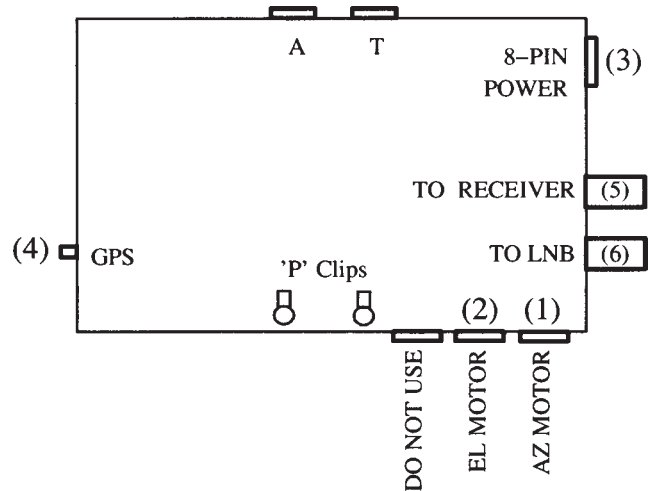 A T
8-PIN (3)
POWER
TO RECEIVER (5)
(4) GPS
TO LNB (6)
'P' Clips
(2) (1)
DO NOT USE
EL MOTOR
AZ MOTOR